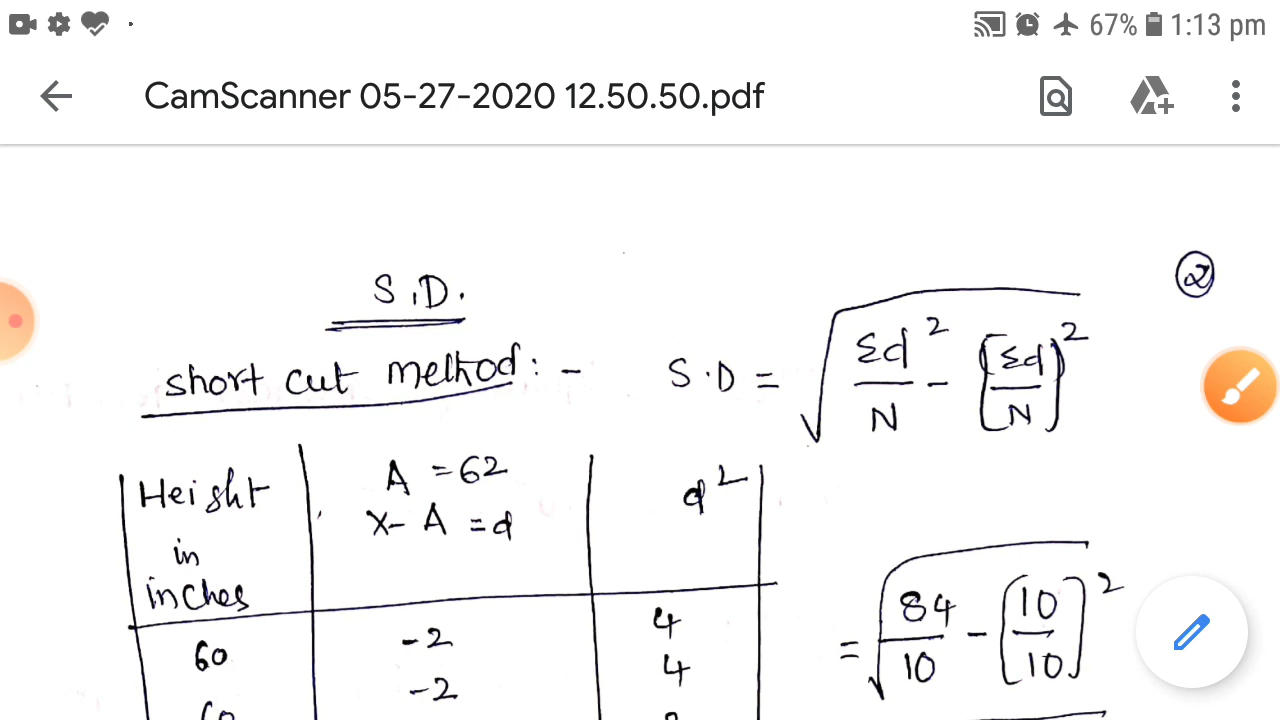 67% 1:13 pm
CamScanner 05-27-2020 12.50.50.pdf
2
S.D.
short cut method:- S.D = √ Σd²/N - (Σd/N)²
Height in inches | A = 62 X - A = d | d²
60 | -2 | 4
60 | -2 | 4
= √ 84/10 - (10/10)²